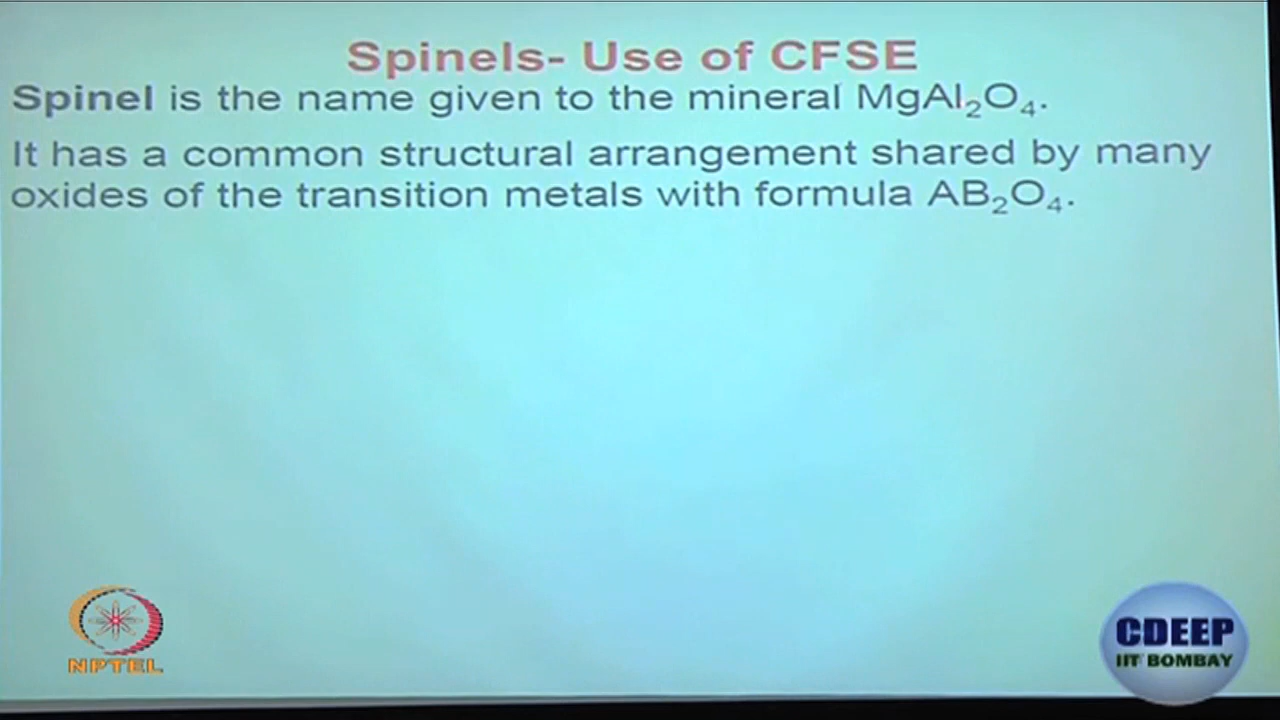 Spinels- Use of CFSE
Spinel is the name given to the mineral MgAl₂O₄.
It has a common structural arrangement shared by many
oxides of the transition metals with formula AB₂O₄.
NPTEL
CDEEP
IIT BOMBAY